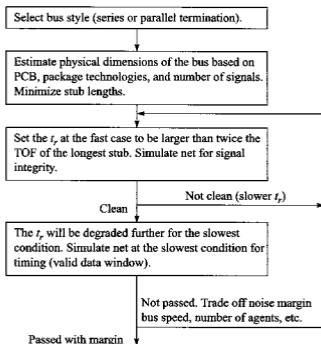 Select bus style (series or parallel termination).
Estimate physical dimensions of the bus based on
PCB, package technologies, and number of signals.
Minimize stub lengths.
Set the tr at the fast case to be larger than twice the
TOF of the longest stub. Simulate net for signal
integrity.
Not clean (slower tr)
Clean
The tr will be degraded further for the slowest
condition. Simulate net at the slowest condition for
timing (valid data window).
Not passed. Trade off noise margin
bus speed, number of agents, etc.
Passed with margin